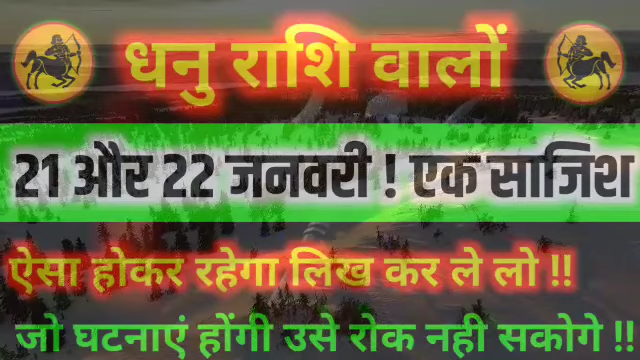 धनु राशि वालों
21 और 22 जनवरी ! एक साजिश
ऐसा होकर रहेगा लिख कर ले लो !!
जो घटनाएं होंगी उसे रोक नही सकोगे !!